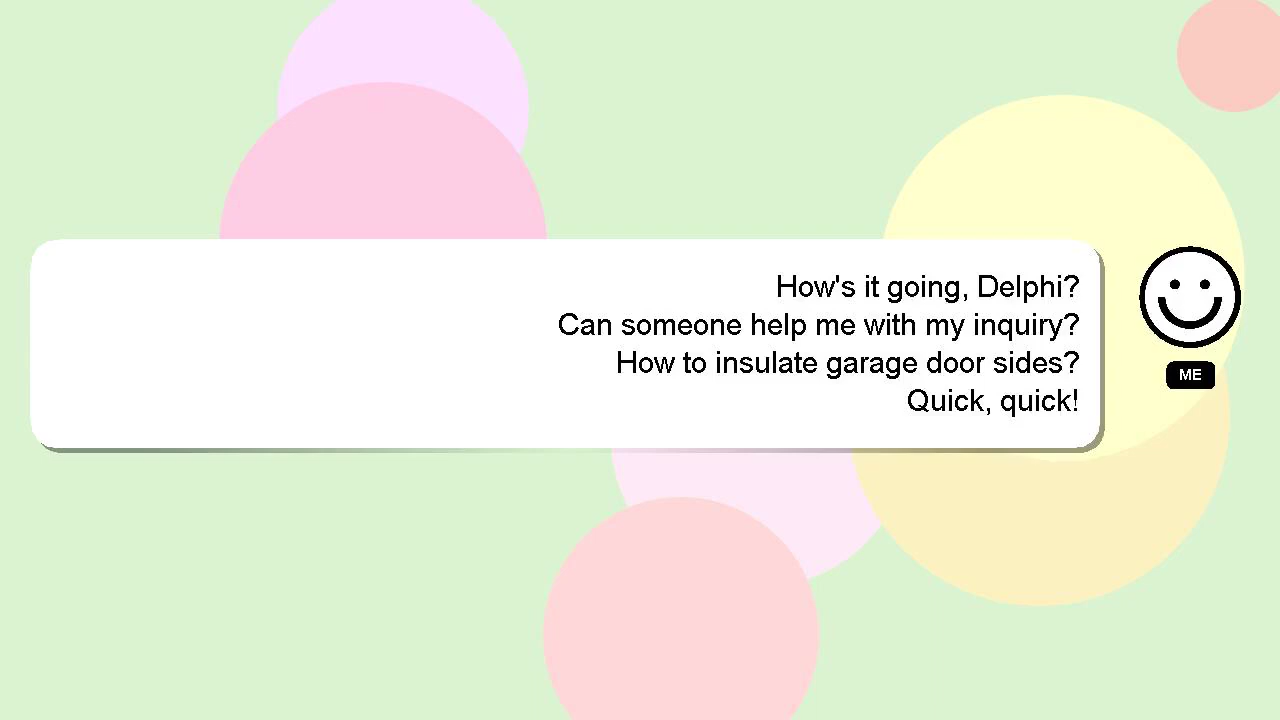 How's it going, Delphi?
Can someone help me with my inquiry?
How to insulate garage door sides?
Quick, quick!
ME